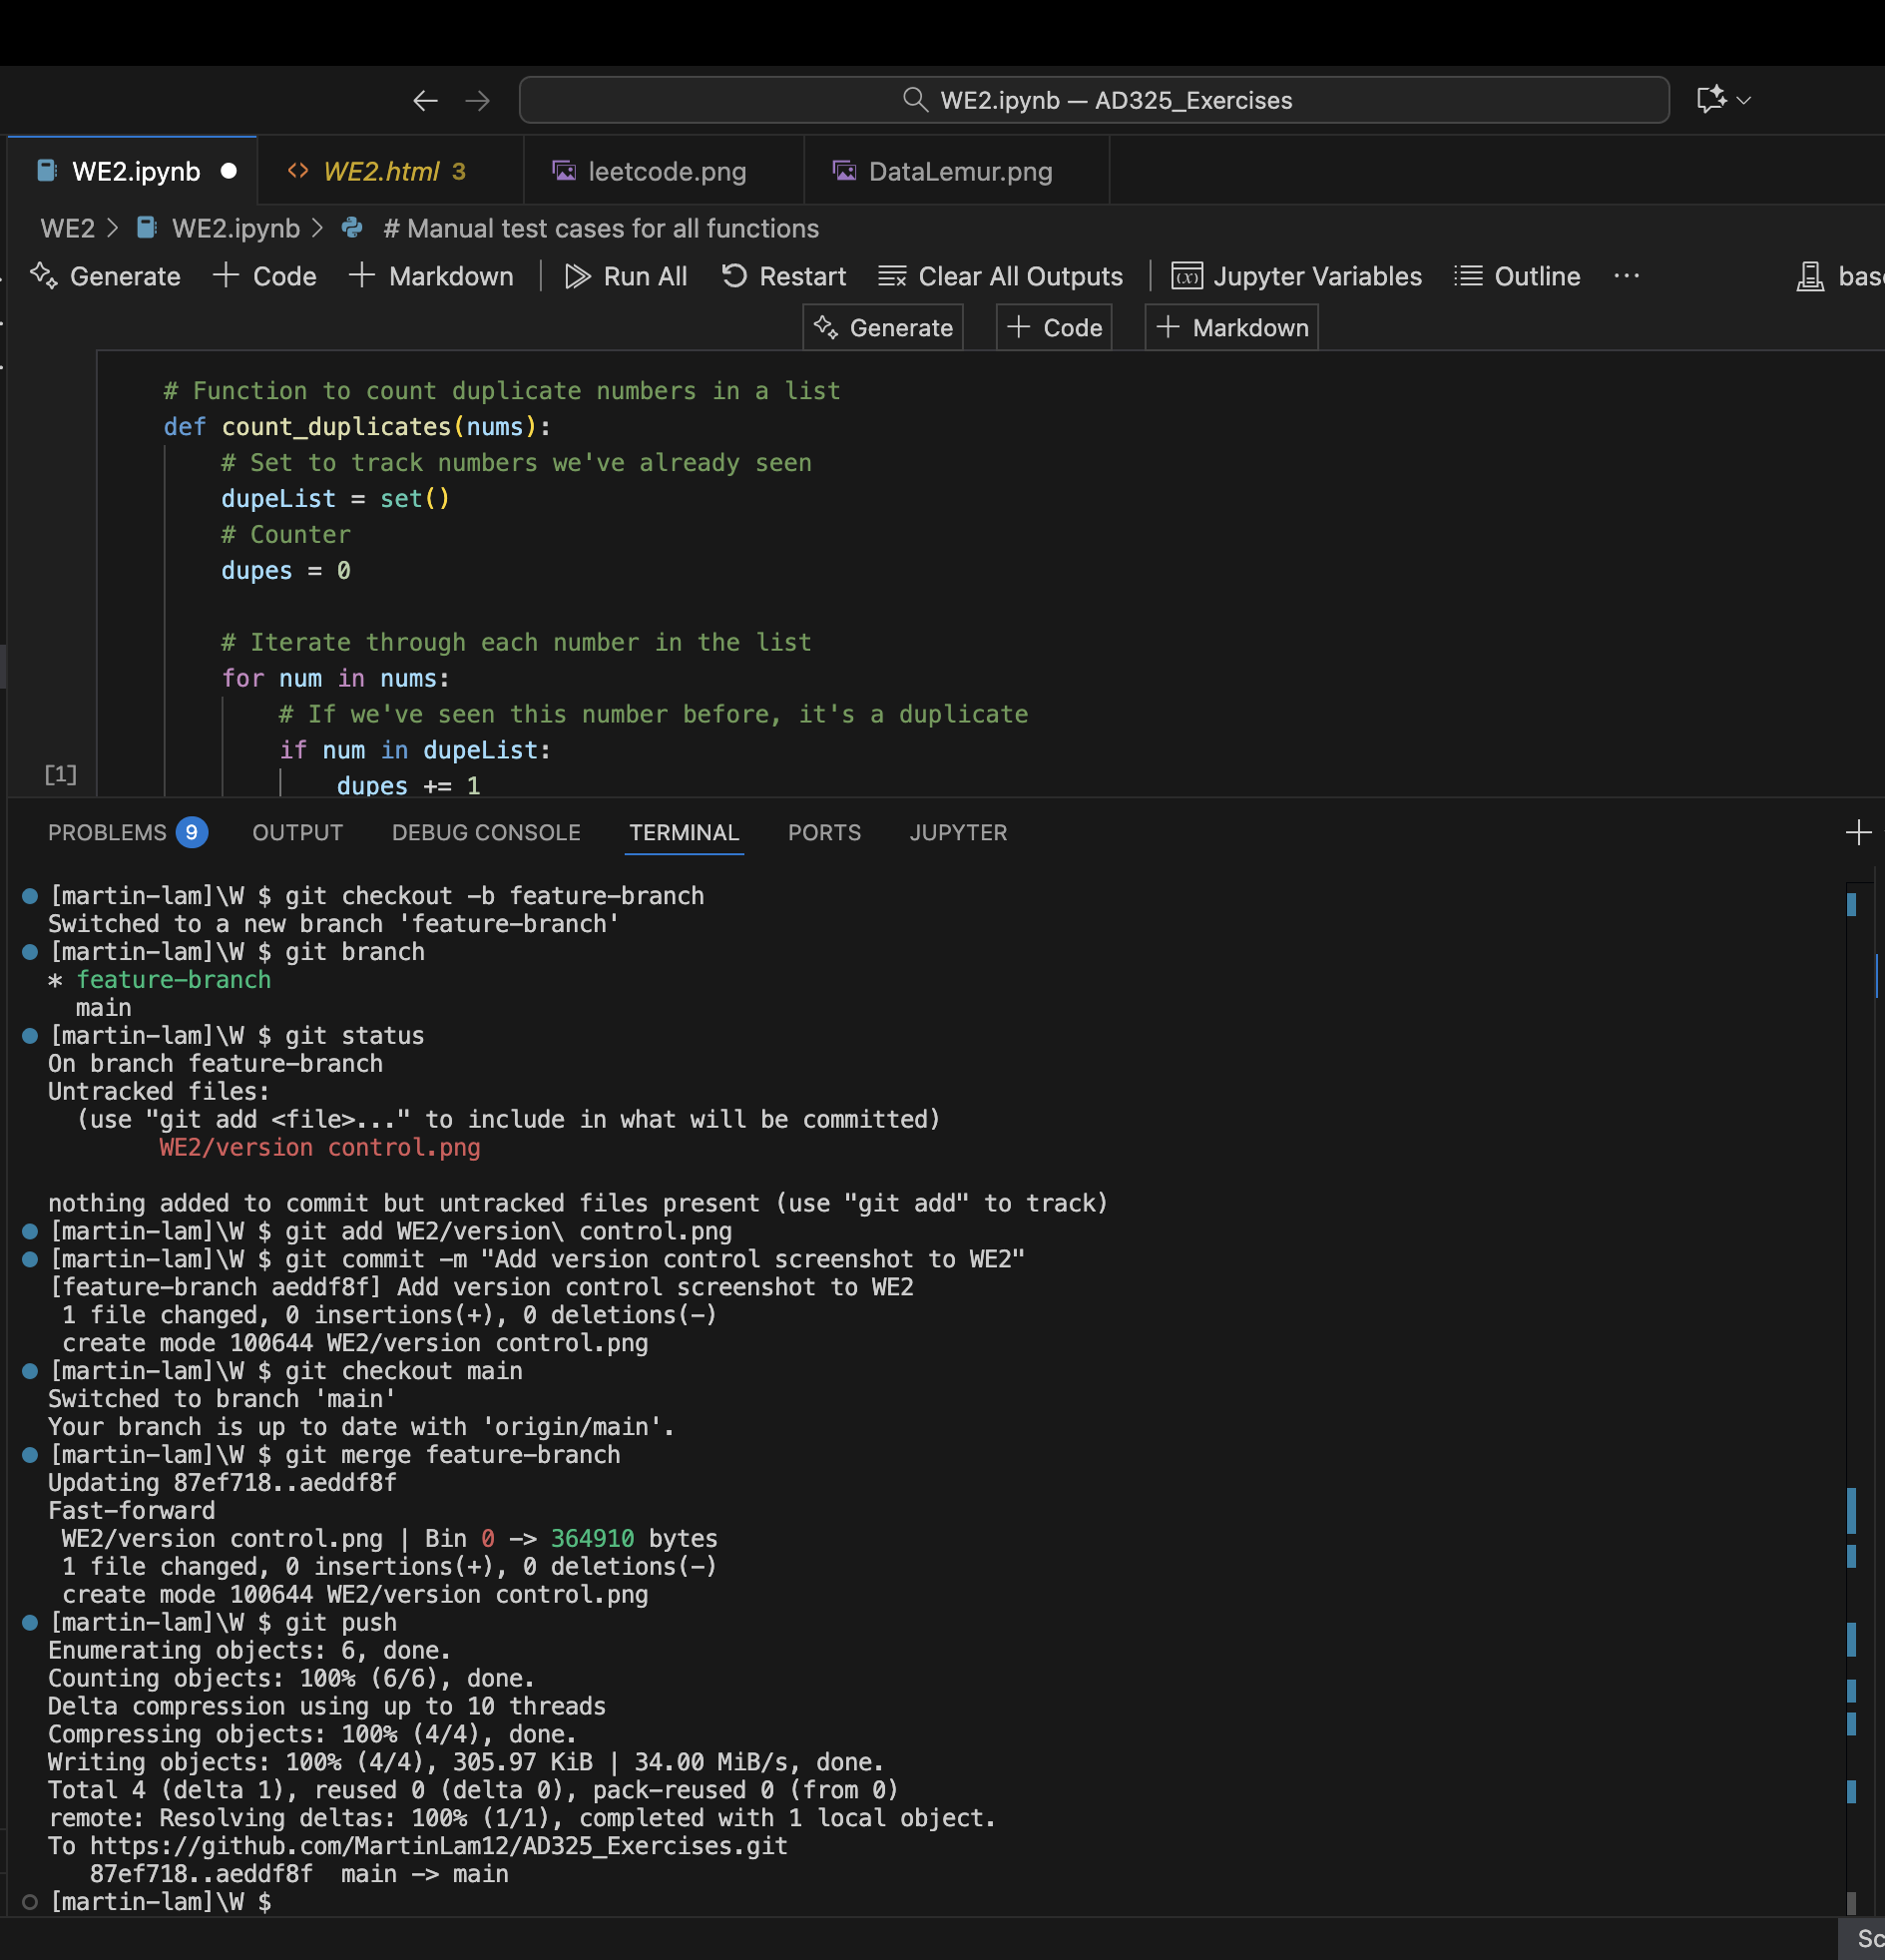 WE2.ipynb — AD325_Exercises
WE2.ipynb
WE2.html 3
leetcode.png
DataLemur.png
WE2 > WE2.ipynb > # Manual test cases for all functions
Generate + Code + Markdown | Run All Restart Clear All Outputs | Jupyter Variables Outline ...
Generate + Code + Markdown
# Function to count duplicate numbers in a list
def count_duplicates(nums):
# Set to track numbers we've already seen
dupeList = set()
# Counter
dupes = 0
# Iterate through each number in the list
for num in nums:
# If we've seen this number before, it's a duplicate
if num in dupeList:
dupes += 1
[1]
PROBLEMS 9 OUTPUT DEBUG CONSOLE TERMINAL PORTS JUPYTER
[martin-lam]\W $ git checkout -b feature-branch
Switched to a new branch 'feature-branch'
[martin-lam]\W $ git branch
* feature-branch
main
[martin-lam]\W $ git status
On branch feature-branch
Untracked files:
(use "git add <file>..." to include in what will be committed)
WE2/version control.png
nothing added to commit but untracked files present (use "git add" to track)
[martin-lam]\W $ git add WE2/version\ control.png
[martin-lam]\W $ git commit -m "Add version control screenshot to WE2"
[feature-branch aeddf8f] Add version control screenshot to WE2
1 file changed, 0 insertions(+), 0 deletions(-)
create mode 100644 WE2/version control.png
[martin-lam]\W $ git checkout main
Switched to branch 'main'
Your branch is up to date with 'origin/main'.
[martin-lam]\W $ git merge feature-branch
Updating 87ef718..aeddf8f
Fast-forward
WE2/version control.png | Bin 0 -> 364910 bytes
1 file changed, 0 insertions(+), 0 deletions(-)
create mode 100644 WE2/version control.png
[martin-lam]\W $ git push
Enumerating objects: 6, done.
Counting objects: 100% (6/6), done.
Delta compression using up to 10 threads
Compressing objects: 100% (4/4), done.
Writing objects: 100% (4/4), 305.97 KiB | 34.00 MiB/s, done.
Total 4 (delta 1), reused 0 (delta 0), pack-reused 0 (from 0)
remote: Resolving deltas: 100% (1/1), completed with 1 local object.
To https://github.com/MartinLam12/AD325_Exercises.git
87ef718..aeddf8f main -> main
[martin-lam]\W $